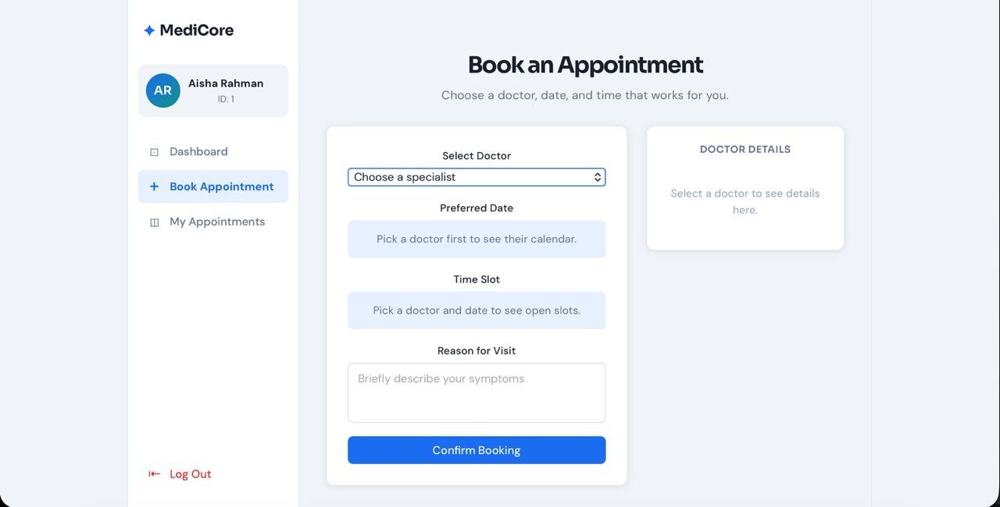 MediCore
AR
Aisha Rahman
ID: 1
Dashboard
Book Appointment
My Appointments
Log Out
Book an Appointment
Choose a doctor, date, and time that works for you.
Select Doctor
Choose a specialist
Preferred Date
Pick a doctor first to see their calendar.
Time Slot
Pick a doctor and date to see open slots.
Reason for Visit
Briefly describe your symptoms
Confirm Booking
DOCTOR DETAILS
Select a doctor to see details
here.